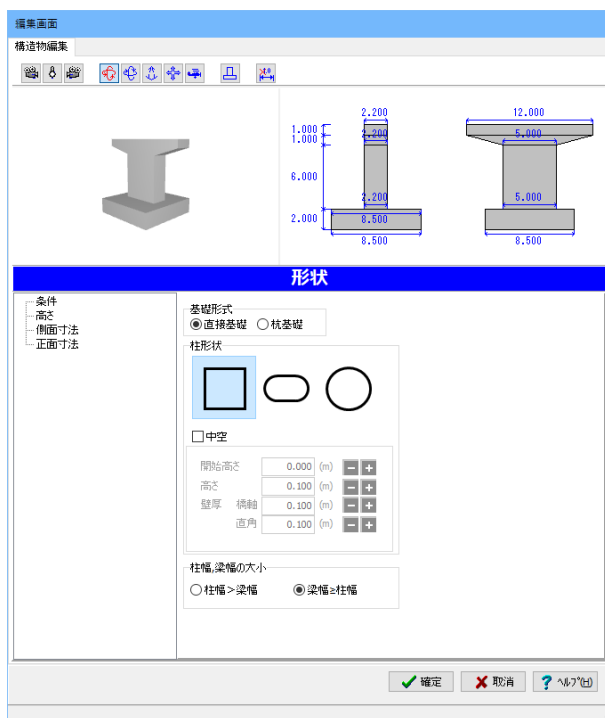 編集画面
構造物編集
2.200 12.000
1.000 2.200 5.000
1.000
6.000
2.200 5.000
2.000 8.500
8.500 8.500
形状
条件
高さ
側面寸法
正面寸法
基礎形式
直接基礎 杭基礎
柱形状
中空
開始高さ 0.000 (m)
高さ 0.100 (m)
壁厚 橋軸 0.100 (m)
直角 0.100 (m)
柱幅,梁幅の大小
柱幅>梁幅 梁幅≥柱幅
確定 取消 ヘルプ(H)